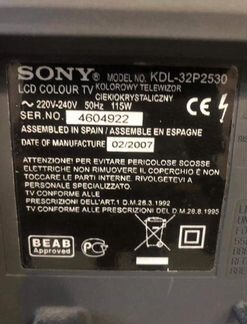 SONY® MODEL NO. KDL-32P2530
LCD COLOUR TV KOLOROWY TELEWIZOR
CIEKŁOKRYSTALICZNY
~ 220V-240V 50Hz 115W
SER.NO. 4604922
ASSEMBLED IN SPAIN / ASSEMBLE EN ESPAGNE
DATE OF MANUFACTURE 02/2007
ATTENZIONE! PER EVITARE PERICOLOSE SCOSSE
ELETTRICHE NON RIMUOVERE IL COPERCHIO E NON
TOCCARE LE PARTI INTERNE. RIVOLGETEVI A
PERSONALE SPECIALIZZATO.
TV CONFORME ALLE
PRESCRIZIONI DELL'ART.1 D.M.26.3.1992
TV CONFORME ALLE PRESCRIZIONI DEL D.M.26.8.1995
CE
BEAB
Approved